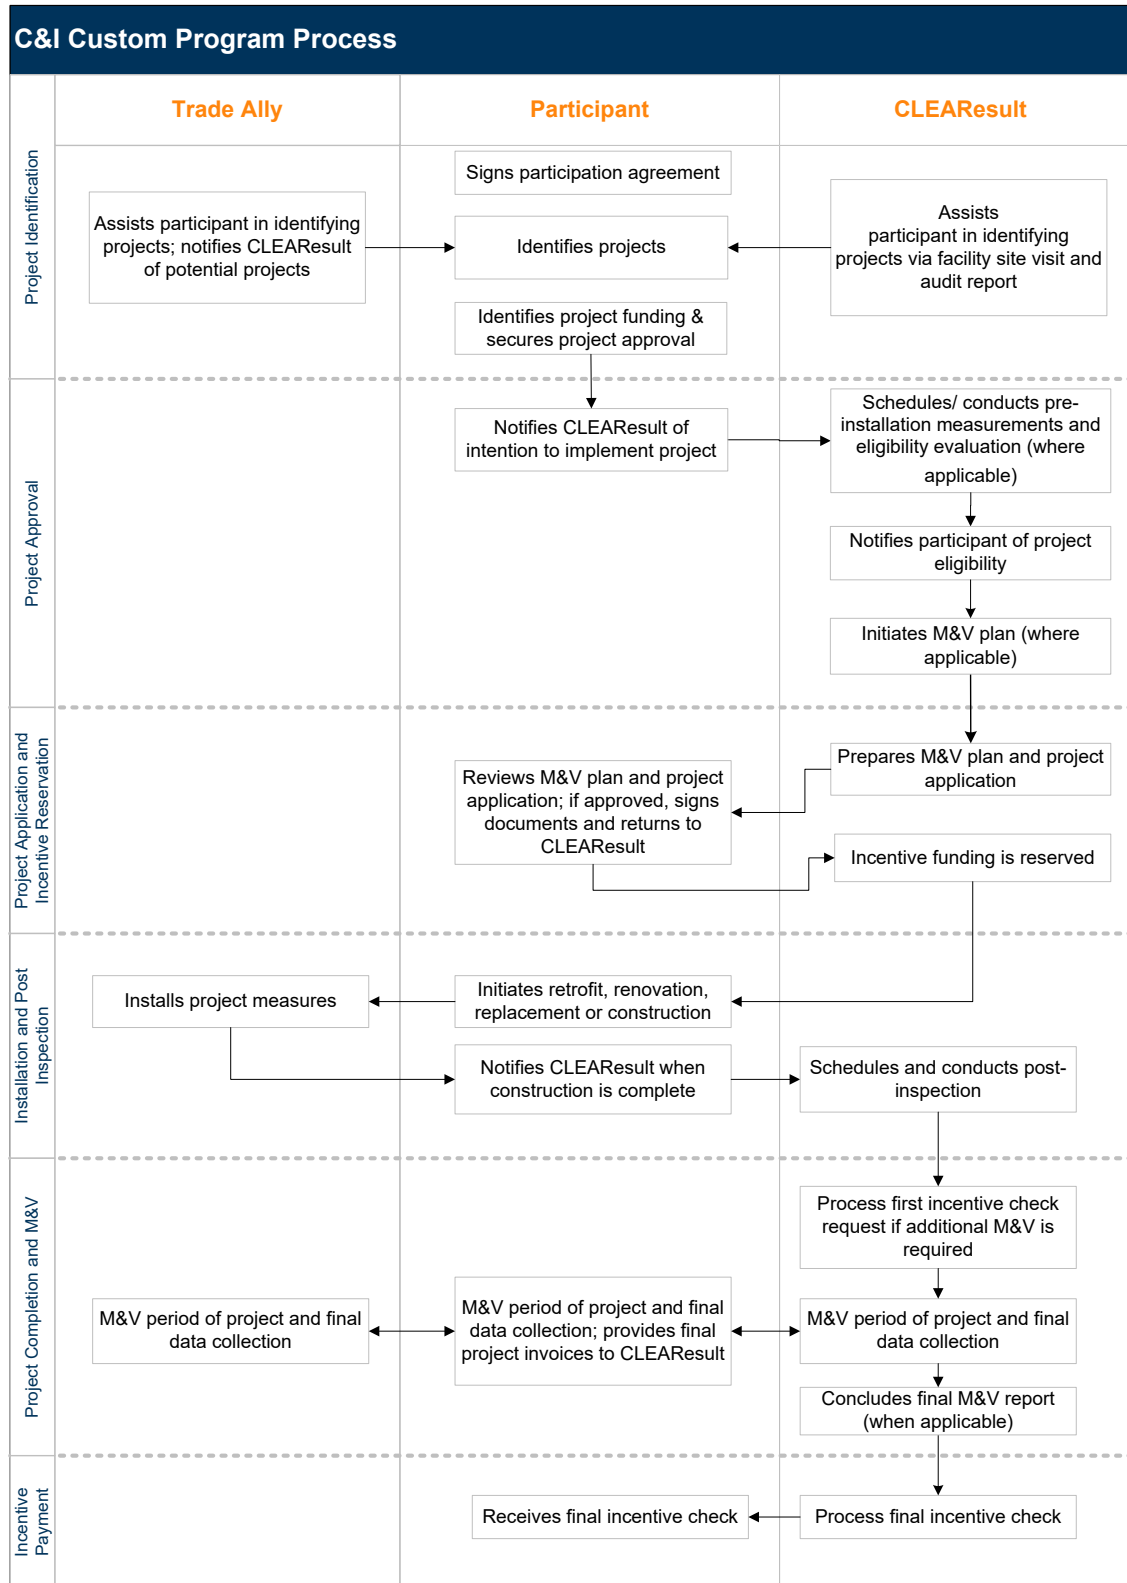 C&I Custom Program Process
Trade Ally
Participant
CLEAResult
Project Identification
Signs participation agreement
Assists participant in identifying
projects; notifies CLEAResult
of potential projects
Identifies projects
Assists
participant in identifying
projects via facility site visit and
audit report
Identifies project funding &
secures project approval
Project Approval
Notifies CLEAResult of
intention to implement project
Schedules/ conducts pre-
installation measurements and
eligibility evaluation (where
applicable)
Notifies participant of project
eligibility
Initiates M&V plan (where
applicable)
Project Application and
Incentive Reservation
Prepares M&V plan and project
application
Reviews M&V plan and project
application; if approved, signs
documents and returns to
CLEAResult
Incentive funding is reserved
Installation and Post
Inspection
Installs project measures
Initiates retrofit, renovation,
replacement or construction
Notifies CLEAResult when
construction is complete
Schedules and conducts post-
inspection
Project Completion and M&V
Process first incentive check
request if additional M&V is
required
M&V period of project and final
data collection
M&V period of project and final
data collection; provides final
project invoices to CLEAResult
M&V period of project and final
data collection
Concludes final M&V report
(when applicable)
Incentive
Payment
Receives final incentive check
Process final incentive check